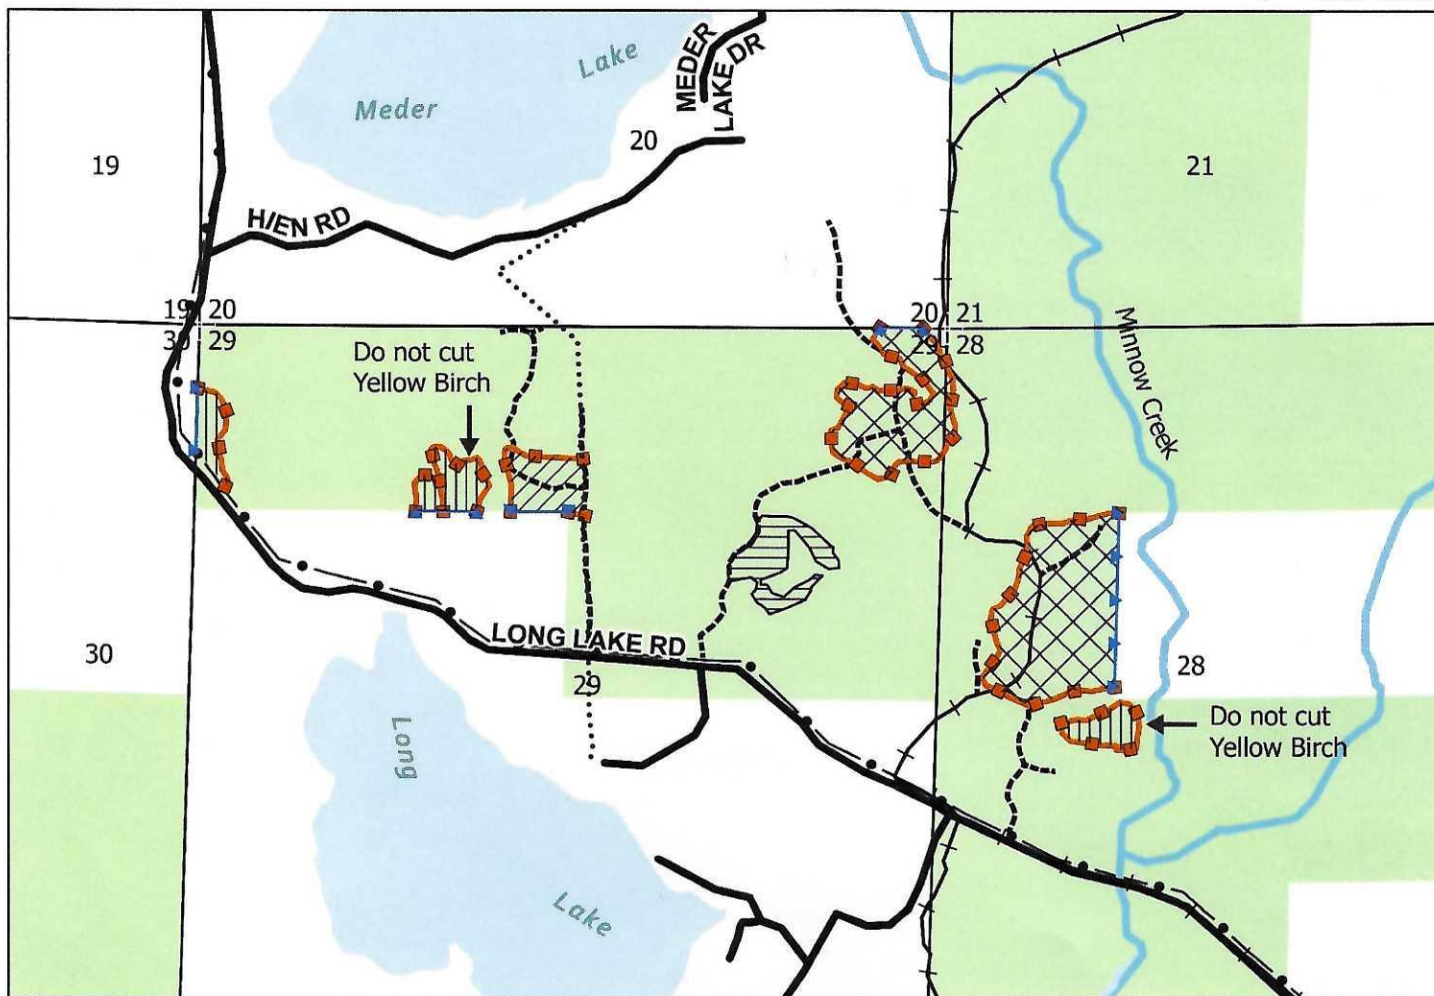 Meder
Lake
MEDER
LAKE DR
20
19
21
H/EN RD
19 20
30 29
20 21
29 28
Do not cut
Yellow Birch
Minnow Creek
LONG LAKE RD
30
29
28
Do not cut
Yellow Birch
Long
Lake